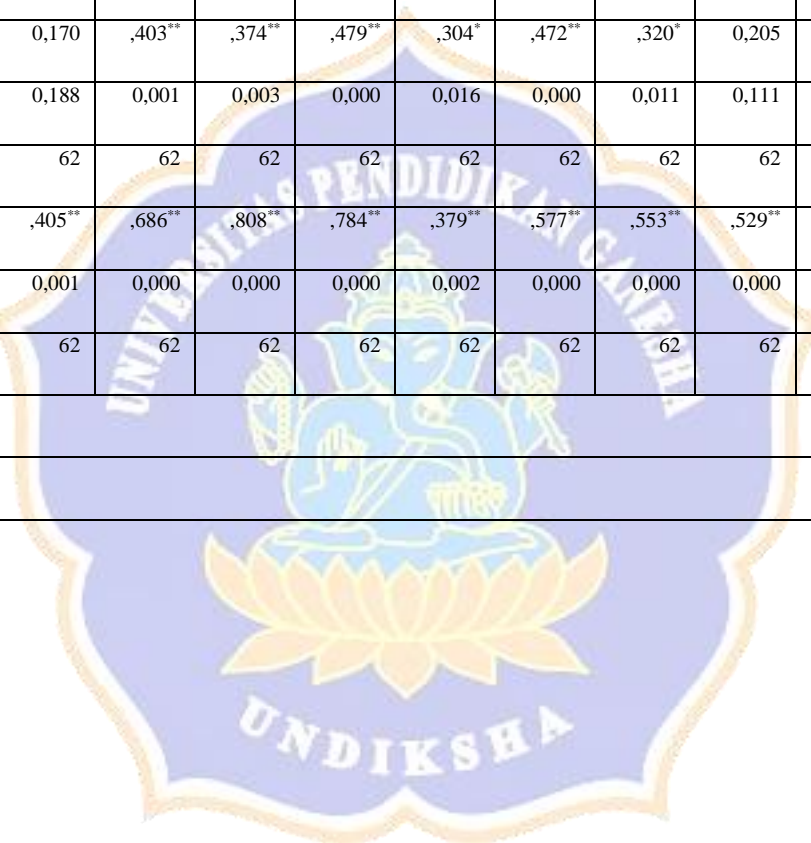 0,170 ,403** ,374** ,479** ,304* ,472** ,320* 0,205
0,188 0,001 0,003 0,000 0,016 0,000 0,011 0,111
62 62 62 62 62 62 62 62
,405** ,686** ,808** ,784** ,379** ,577** ,553** ,529**
0,001 0,000 0,000 0,000 0,002 0,000 0,000 0,000
62 62 62 62 62 62 62 62
UNIVERSITAS PENDIDIKAN GANESHA
UNDIKSHA